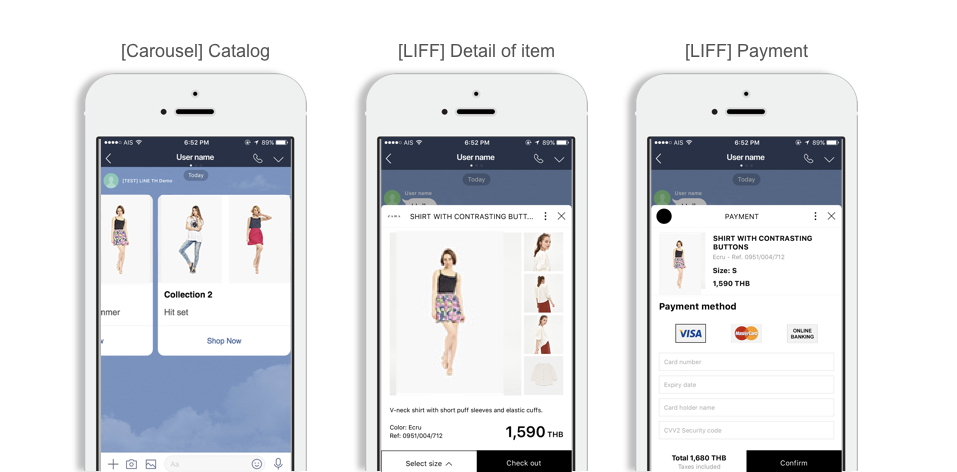 [Carousel] Catalog
AIS 6:52 PM 89%
User name
[TEST] LINE TH Demo
Today
Collection 2
nmer
Hit set
Shop Now
Aa
[LIFF] Detail of item
AIS 6:52 PM 89%
User name
Today
User name
SHIRT WITH CONTRASTING BUTT...
V-neck shirt with short puff sleeves and elastic cuffs.
Color: Ecru
Ref: 0951/004/712
1,590 THB
Select size
Check out
[LIFF] Payment
AIS 6:52 PM 89%
User name
Today
User name
PAYMENT
SHIRT WITH CONTRASTING
BUTTONS
Ecru - Ref. 0951/004/712
Size: S
1,590 THB
Payment method
VISA
MasterCard
ONLINE
BANKING
Card number
Expiry date
Card holder name
CVV2 Security code
Total 1,680 THB
Taxes included
Confirm